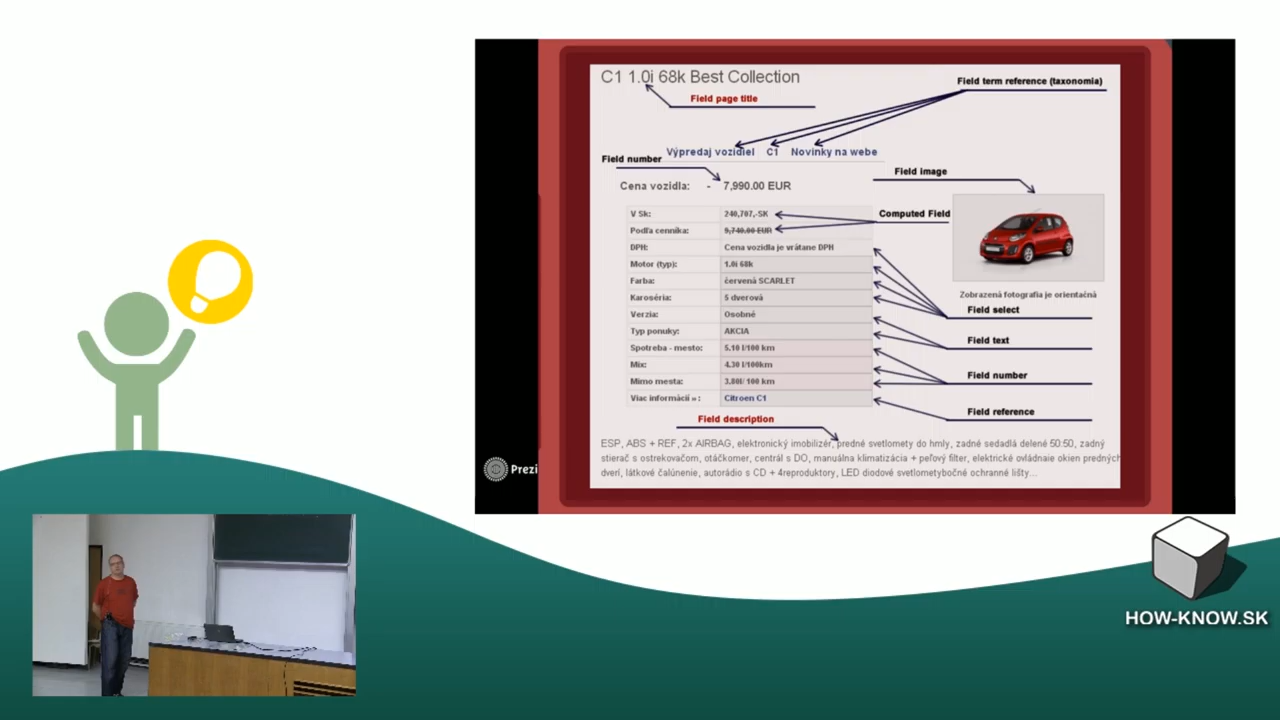 C1 1.0i 68k Best Collection
Field page title
Field term reference (taxonomia)
Výpredaj vozidiel C1 Novinky na webe
Field number
Field image
Cena vozidla: - 7,990.00 EUR
V Sk: 240,707,-SK
Computed Field
Podľa cenníka: 9,740.00 EUR
DPH: Cena vozidla je vrátane DPH
Motor (typ): 1.0i 68k
Farba: červená SCARLET
Karoséria: 5 dverová
Zobrazená fotografia je orientačná
Field select
Verzia: Osobné
Typ ponuky: AKCIA
Field text
Spotreba - mesto: 5.10 l/100 km
Mix: 4.30 l/100km
Field number
Mimo mesta: 3.80l/ 100 km
Viac informácií »: Citroen C1
Field reference
Field description
ESP, ABS + REF, 2x AIRBAG, elektronický imobilizér, predné svetlomety do hmly, zadné sedadlá delené 50:50, zadný
stierač s ostrekovačom, otáčkomer, centrál s DO, manuálna klimatizácia + peľový filter, elektrické ovládnaie okien predných
dverí, látkové čalúnenie, autorádio s CD + 4reproduktory, LED diodové svetlometybočné ochranné lišty...
Prezi
HOW-KNOW.SK